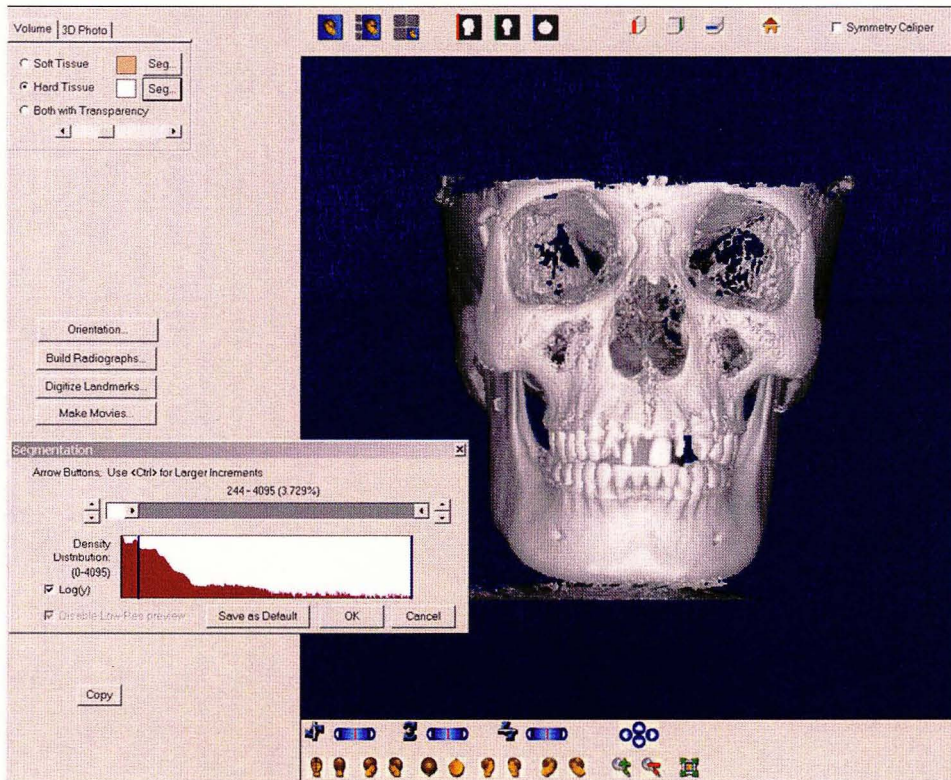 Volume
3D Photo
Symmetry Caliper
Soft Tissue
Seg...
Hard Tissue
Seg...
Both with Transparency
Orientation...
Build Radiographs...
Digitize Landmarks...
Make Movies...
Segmentation
Arrow Buttons, Use <Ctrl> for Larger Increments
244 - 4095 (3.729%)
Density
Distribution:
(0-4095)
Log(y)
Disable Low-Res preview
Save as Default
OK
Cancel
Copy